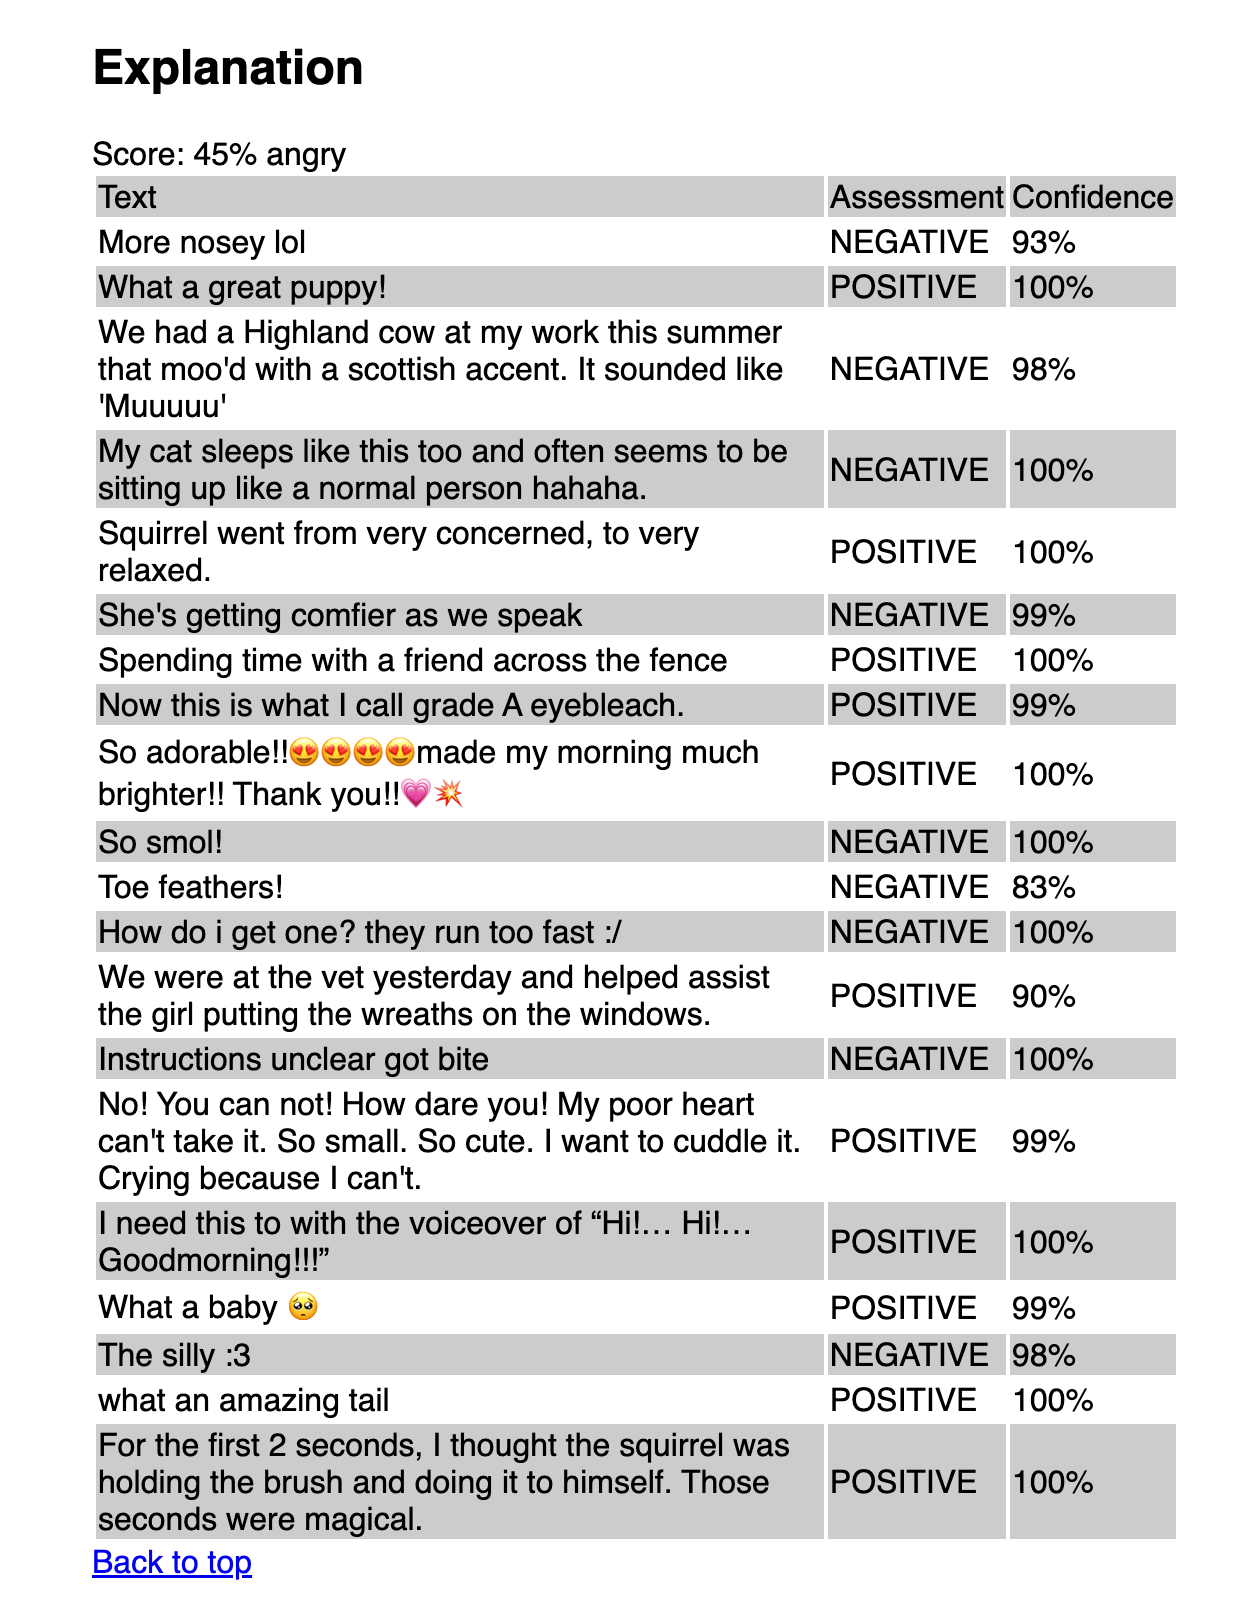 Explanation
Score: 45% angry
Text Assessment Confidence
More nosey lol NEGATIVE 93%
What a great puppy! POSITIVE 100%
We had a Highland cow at my work this summer
that moo'd with a scottish accent. It sounded like
'Muuuuu'
NEGATIVE 98%
My cat sleeps like this too and often seems to be
sitting up like a normal person hahaha.
NEGATIVE 100%
Squirrel went from very concerned, to very
relaxed.
POSITIVE 100%
She's getting comfier as we speak NEGATIVE 99%
Spending time with a friend across the fence POSITIVE 100%
Now this is what I call grade A eyebleach. POSITIVE 99%
So adorable!!😍😍😍😍made my morning much
brighter!! Thank you!!💗💥
POSITIVE 100%
So smol! NEGATIVE 100%
Toe feathers! NEGATIVE 83%
How do i get one? they run too fast :/ NEGATIVE 100%
We were at the vet yesterday and helped assist
the girl putting the wreaths on the windows.
POSITIVE 90%
Instructions unclear got bite NEGATIVE 100%
No! You can not! How dare you! My poor heart
can't take it. So small. So cute. I want to cuddle it.
Crying because I can't.
POSITIVE 99%
I need this to with the voiceover of “Hi!… Hi!…
Goodmorning!!!”
POSITIVE 100%
What a baby 🥺 POSITIVE 99%
The silly :3 NEGATIVE 98%
what an amazing tail POSITIVE 100%
For the first 2 seconds, I thought the squirrel was
holding the brush and doing it to himself. Those
seconds were magical.
POSITIVE 100%
Back to top